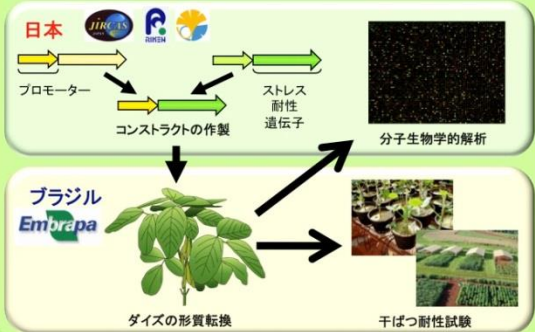 日本
JIRCAS
RIKEN
プロモーター
ストレス
耐性
遺伝子
コンストラクトの作製
分子生物学的解析
ブラジル
Embrapa
ダイズの形質転換
干ばつ耐性試験